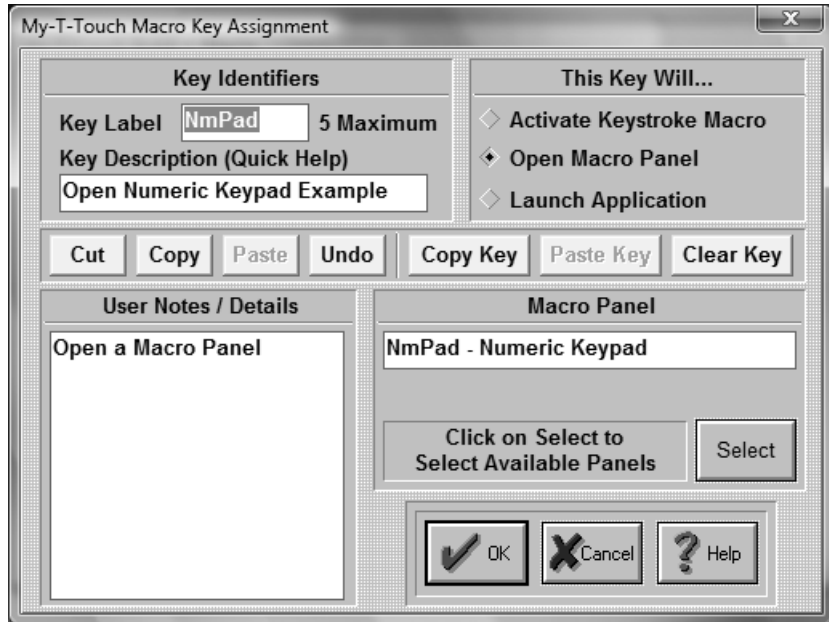 My-T-Touch Macro Key Assignment
Key Identifiers
Key Label NmPad 5 Maximum
Key Description (Quick Help)
Open Numeric Keypad Example
This Key Will...
Activate Keystroke Macro
Open Macro Panel
Launch Application
Cut Copy Paste Undo Copy Key Paste Key Clear Key
User Notes / Details
Open a Macro Panel
Macro Panel
NmPad - Numeric Keypad
Click on Select to
Select Available Panels
Select
OK Cancel Help